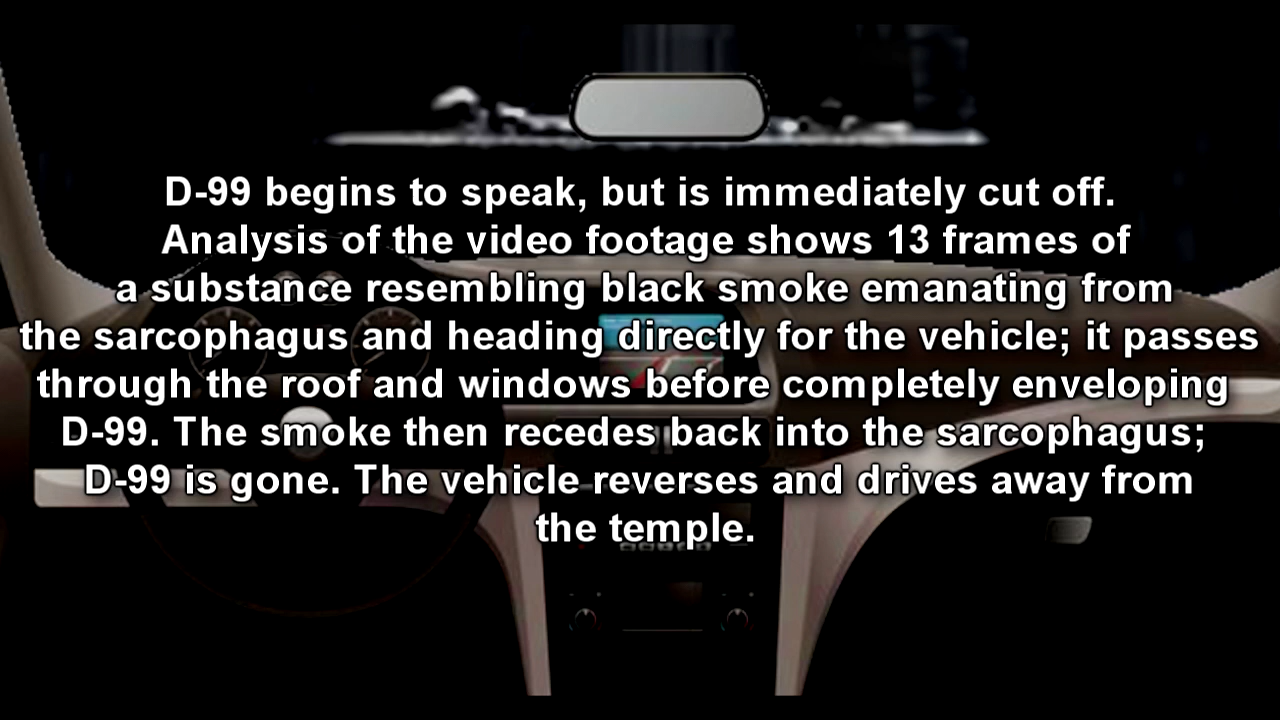 D-99 begins to speak, but is immediately cut off.
Analysis of the video footage shows 13 frames of
a substance resembling black smoke emanating from
the sarcophagus and heading directly for the vehicle; it passes
through the roof and windows before completely enveloping
D-99. The smoke then recedes back into the sarcophagus;
D-99 is gone. The vehicle reverses and drives away from
the temple.